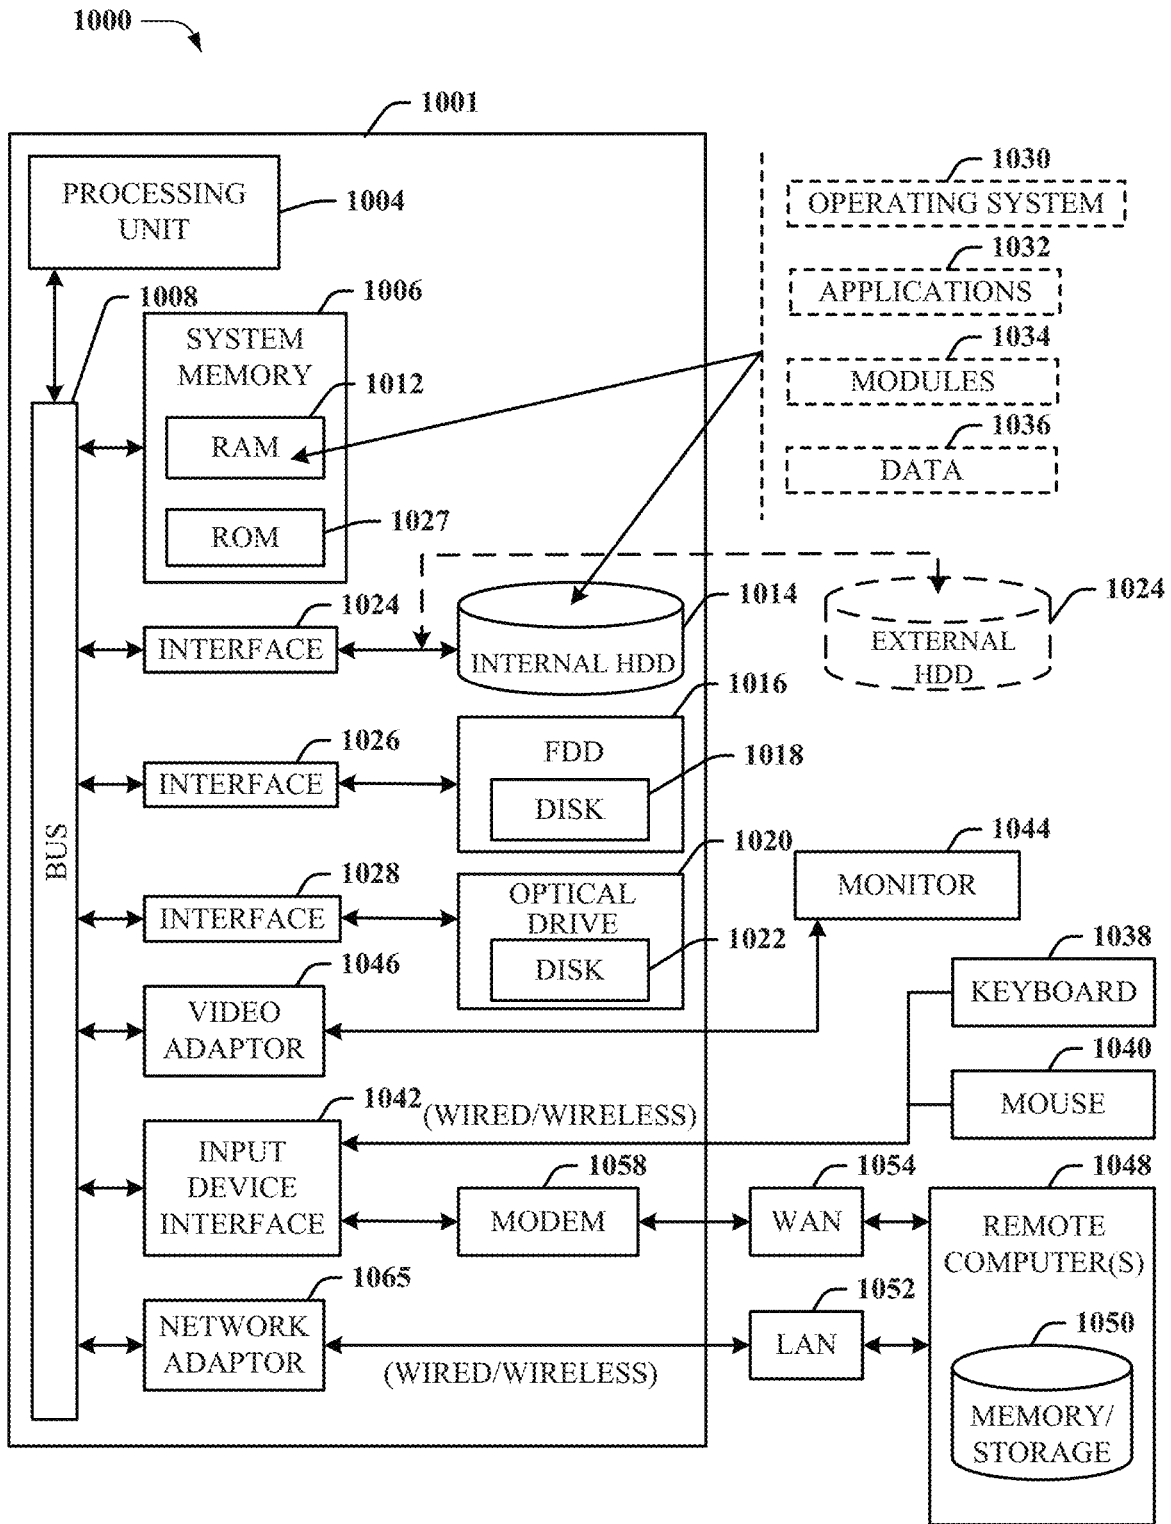 1000
1001
PROCESSING
UNIT
1004
1008
1006
SYSTEM
MEMORY
1012
RAM
1027
ROM
1030
OPERATING SYSTEM
1032
APPLICATIONS
1034
MODULES
1036
DATA
BUS
1024
INTERFACE
1014
INTERNAL HDD
1024
EXTERNAL
HDD
1026
INTERFACE
1016
FDD
1018
DISK
1028
INTERFACE
1020
OPTICAL
DRIVE
1022
DISK
1044
MONITOR
1046
VIDEO
ADAPTOR
1038
KEYBOARD
1040
MOUSE
1042
(WIRED/WIRELESS)
INPUT
DEVICE
INTERFACE
1058
MODEM
1054
WAN
1048
REMOTE
COMPUTER(S)
1065
NETWORK
ADAPTOR
(WIRED/WIRELESS)
1052
LAN
1050
MEMORY/
STORAGE